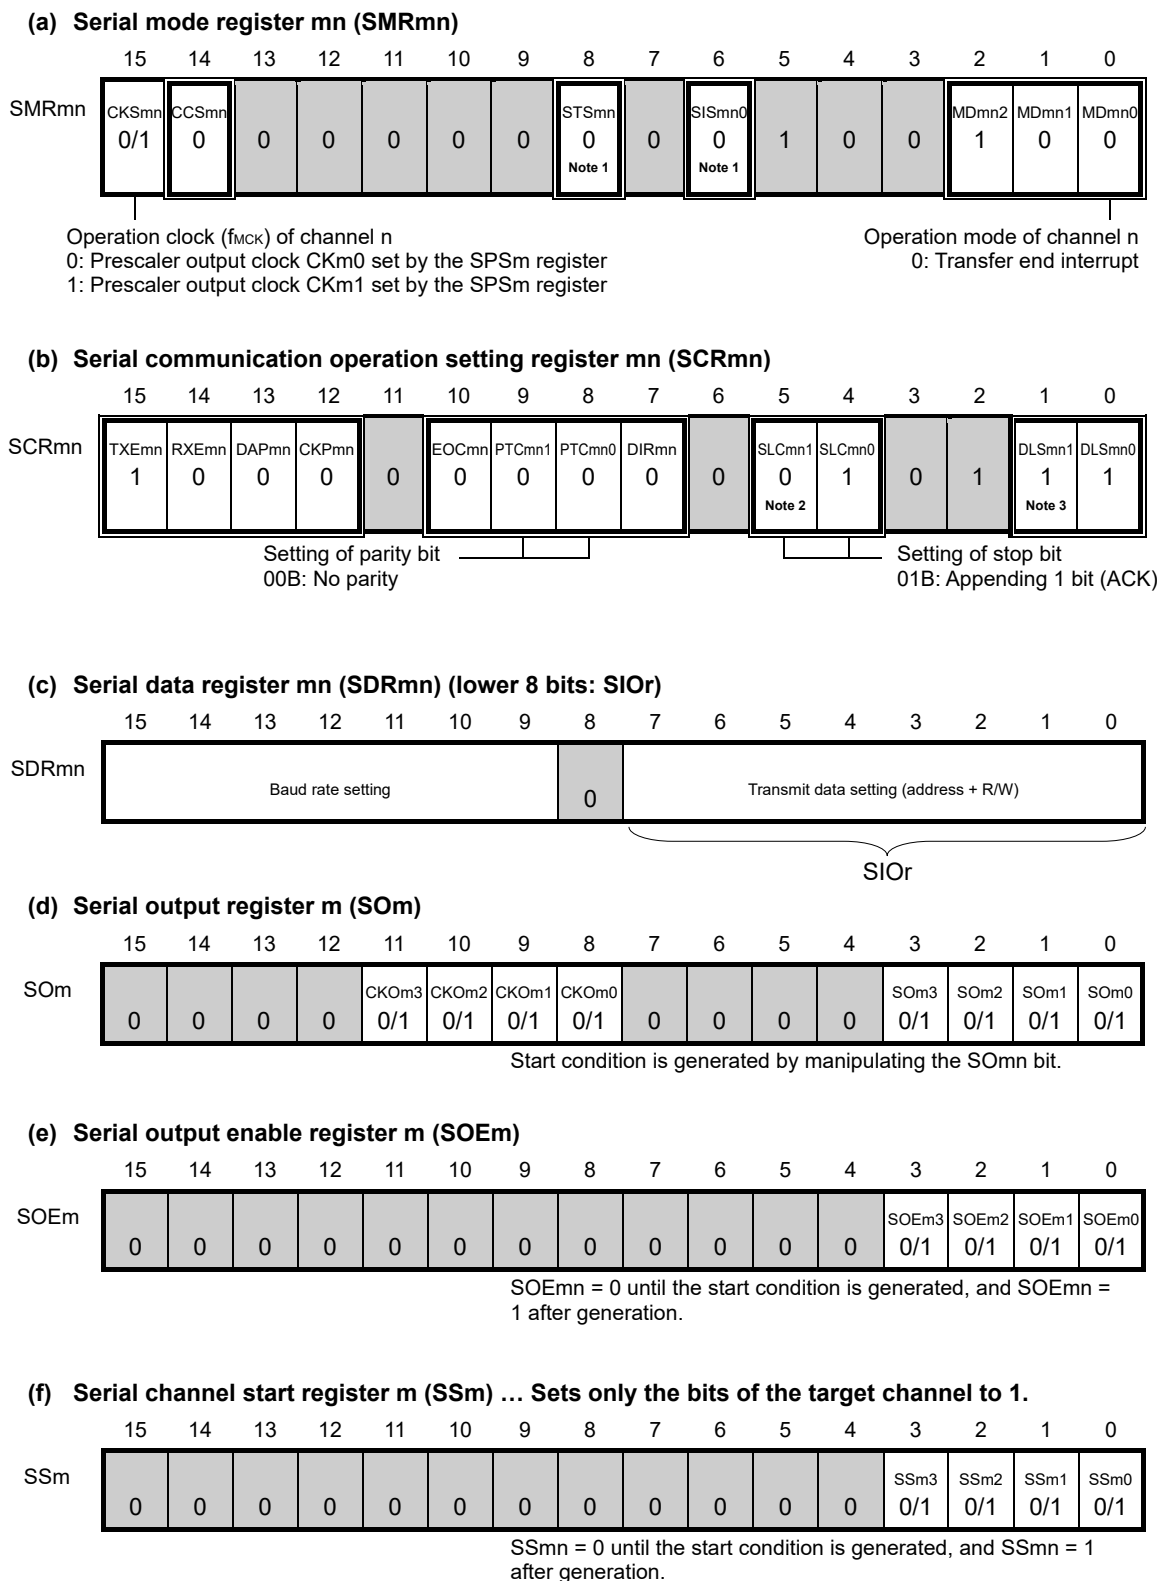 (a) Serial mode register mn (SMRmn)
15 14 13 12 11 10 9 8 7 6 5 4 3 2 1 0
SMRmn
CKSmn CCSmn STSmn SISmn0 MDmn2 MDmn1 MDmn0
0/1 0 0 0 0 0 0 0 0 0 1 0 0 1 0 0
Note 1 Note 1
Operation clock (fMCK) of channel n
0: Prescaler output clock CKm0 set by the SPSm register
1: Prescaler output clock CKm1 set by the SPSm register
Operation mode of channel n
0: Transfer end interrupt
(b) Serial communication operation setting register mn (SCRmn)
15 14 13 12 11 10 9 8 7 6 5 4 3 2 1 0
SCRmn
TXEmn RXEmn DAPmn CKPmn EOCmn PTCmn1 PTCmn0 DIRmn SLCmn1 SLCmn0 DLSmn1 DLSmn0
1 0 0 0 0 0 0 0 0 0 0 1 0 1 1 1
Note 2 Note 3
Setting of parity bit
00B: No parity
Setting of stop bit
01B: Appending 1 bit (ACK)
(c) Serial data register mn (SDRmn) (lower 8 bits: SIOr)
15 14 13 12 11 10 9 8 7 6 5 4 3 2 1 0
SDRmn
Baud rate setting 0 Transmit data setting (address + R/W)
SIOr
(d) Serial output register m (SOm)
15 14 13 12 11 10 9 8 7 6 5 4 3 2 1 0
SOm
CKOm3 CKOm2 CKOm1 CKOm0 SOm3 SOm2 SOm1 SOm0
0 0 0 0 0/1 0/1 0/1 0/1 0 0 0 0 0/1 0/1 0/1 0/1
Start condition is generated by manipulating the SOmn bit.
(e) Serial output enable register m (SOEm)
15 14 13 12 11 10 9 8 7 6 5 4 3 2 1 0
SOEm
SOEm3 SOEm2 SOEm1 SOEm0
0 0 0 0 0 0 0 0 0 0 0 0 0/1 0/1 0/1 0/1
SOEmn = 0 until the start condition is generated, and SOEmn =
1 after generation.
(f) Serial channel start register m (SSm) … Sets only the bits of the target channel to 1.
15 14 13 12 11 10 9 8 7 6 5 4 3 2 1 0
SSm
SSm3 SSm2 SSm1 SSm0
0 0 0 0 0 0 0 0 0 0 0 0 0/1 0/1 0/1 0/1
SSmn = 0 until the start condition is generated, and SSmn = 1
after generation.